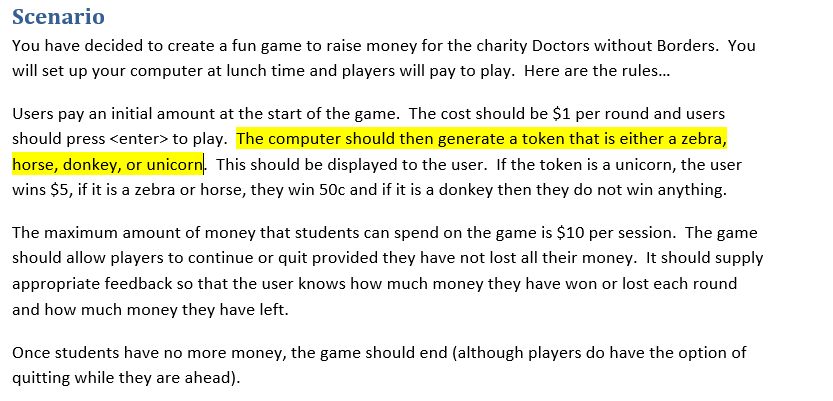 Scenario
You have decided to create a fun game to raise money for the charity Doctors without Borders.  You
will set up your computer at lunch time and players will pay to play.  Here are the rules...
Users pay an initial amount at the start of the game.  The cost should be $1 per round and users
should press <enter> to play.  The computer should then generate a token that is either a zebra,
horse, donkey, or unicorn.  This should be displayed to the user.  If the token is a unicorn, the user
wins $5, if it is a zebra or horse, they win 50c and if it is a donkey then they do not win anything.
The maximum amount of money that students can spend on the game is $10 per session.  The game
should allow players to continue or quit provided they have not lost all their money.  It should supply
appropriate feedback so that the user knows how much money they have won or lost each round
and how much money they have left.
Once students have no more money, the game should end (although players do have the option of
quitting while they are ahead).